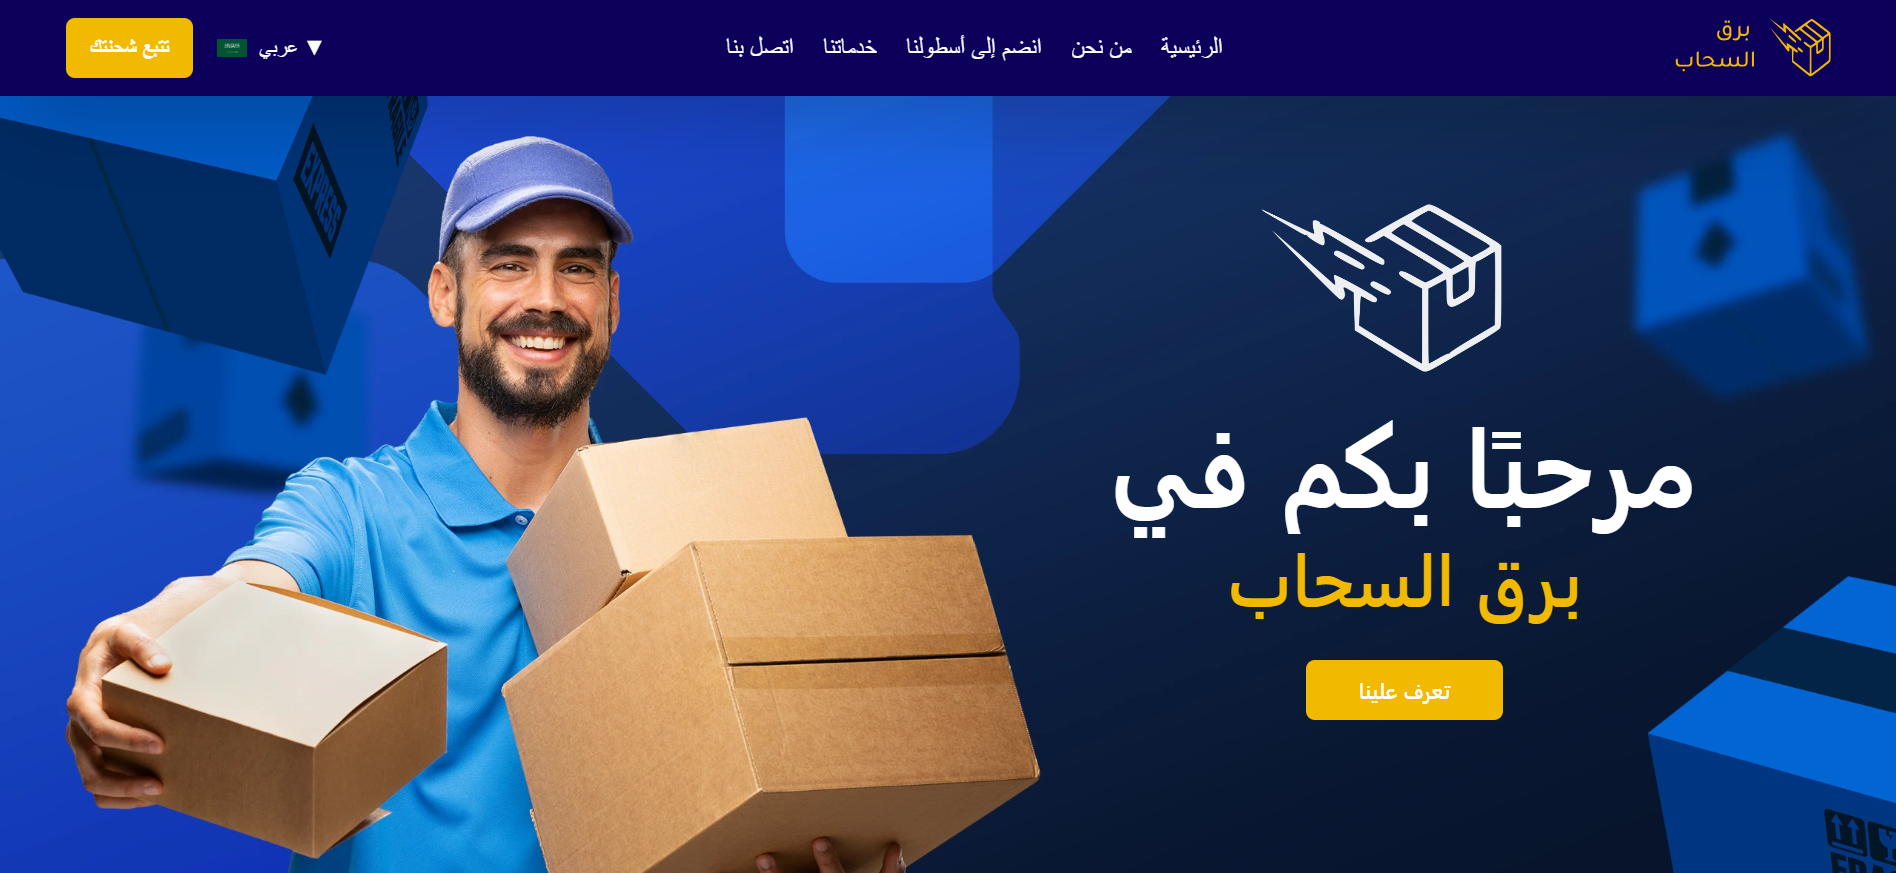 برق
السحاب
الرئيسية
من نحن
انضم إلى أسطولنا
خدماتنا
اتصل بنا
▼ عربي
تتبع شحنتك
EXPRESS
مرحبًا بكم في
برق السحاب
تعرف علينا